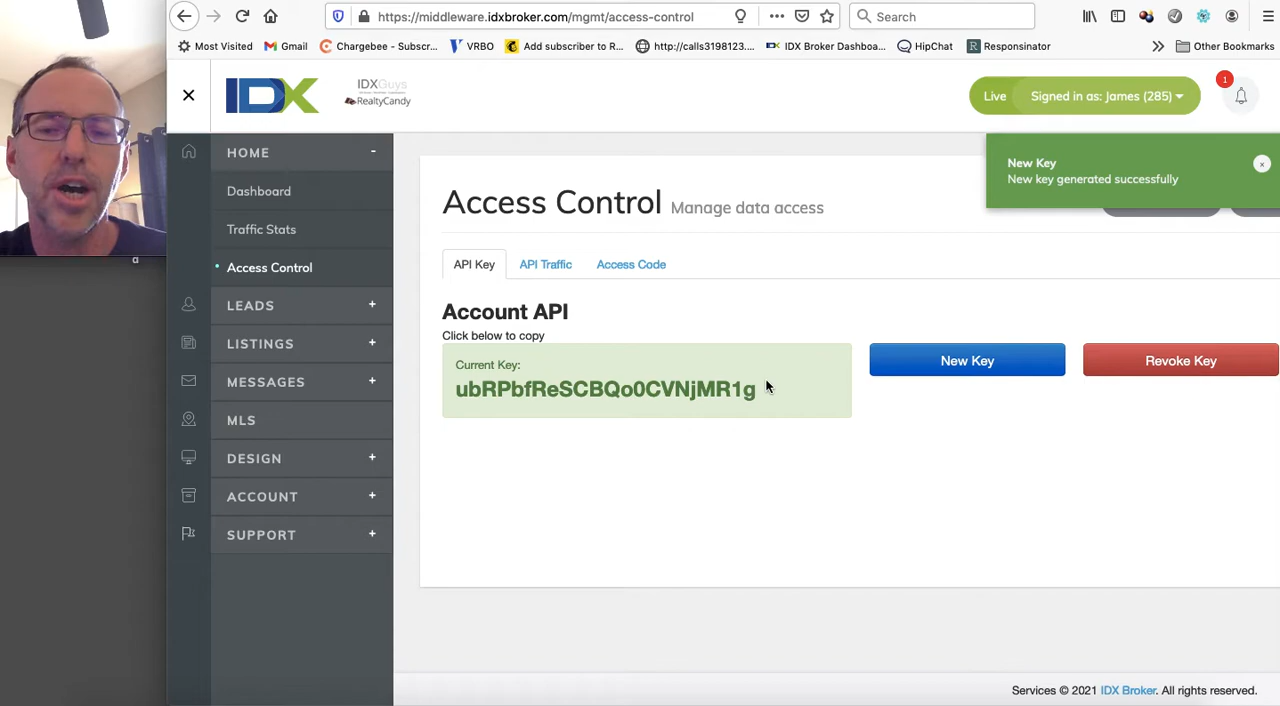 https://middleware.idxbroker.com/mgmt/access-control
Search
Most Visited
Gmail
Chargebee - Subscr...
VRBO
Add subscriber to R...
http://calls3198123....
IDX Broker Dashboa...
HipChat
Responsinator
Other Bookmarks
IDX
IDXGuys
RealtyCandy
Live
Signed in as: James (285)
1
New Key
New key generated successfully
HOME
Dashboard
Traffic Stats
Access Control
LEADS
LISTINGS
MESSAGES
MLS
DESIGN
ACCOUNT
SUPPORT
a
Access Control Manage data access
API Key
API Traffic
Access Code
Account API
Click below to copy
Current Key:
ubRPbfReSCBQo0CVNjMR1g
New Key
Revoke Key
Services © 2021 IDX Broker. All rights reserved.